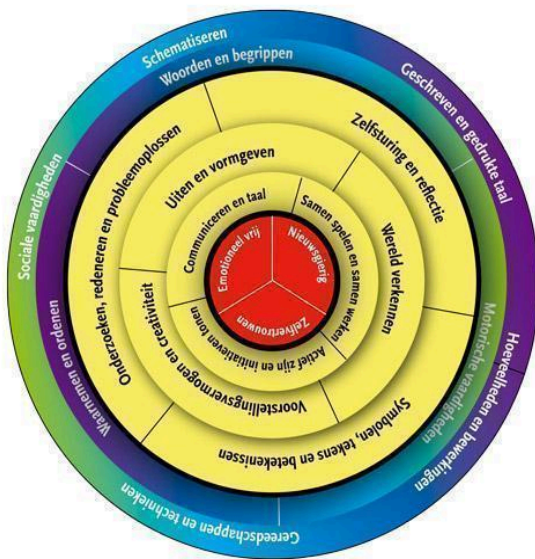 Schematiseren
Woorden en begrippen
Geschreven en gedrukte taal
Sociale vaardigheden
Waarnemen en ordenen
Motorische vaardigheden
Hoeveelheden en bewerkingen
Gereedschappen en technieken
Onderzoeken, redeneren en probleemoplossen
Zelfsturing en reflectie
Symbolen, tekens en betekenissen
Uiten en vormgeven
Wereld verkennen
Voorstellingsvermogen en creativiteit
Communiceren en taal
Samen spelen en samen werken
Actief zijn en initiatieven tonen
Emotioneel vrij
Nieuwsgierig
Zelfvertrouwen